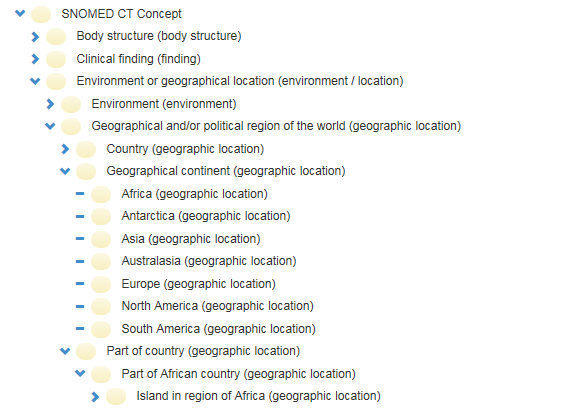 SNOMED CT Concept
Body structure (body structure)
Clinical finding (finding)
Environment or geographical location (environment / location)
Environment (environment)
Geographical and/or political region of the world (geographic location)
Country (geographic location)
Geographical continent (geographic location)
Africa (geographic location)
Antarctica (geographic location)
Asia (geographic location)
Australasia (geographic location)
Europe (geographic location)
North America (geographic location)
South America (geographic location)
Part of country (geographic location)
Part of African country (geographic location)
Island in region of Africa (geographic location)